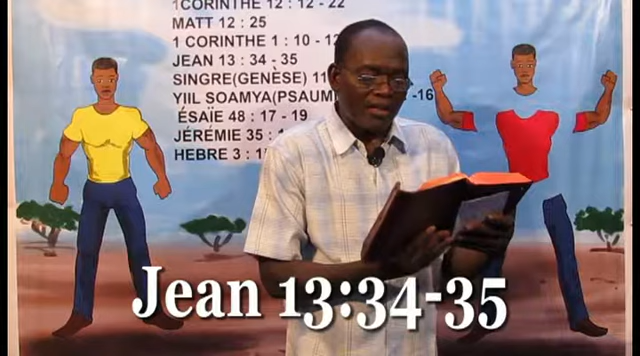 1CORINTHE 12 : 12 - 22
MATT 12 : 25
1 CORINTHE 1 : 10 - 12
JEAN 13 : 34 - 35
SINGRE(GENÈSE) 11
YIIL SOAMYA(PSAUM -16
ÉSAÏE 48 : 17 - 19
JÉRÉMIE 35 :
HEBRE 3 :
Jean 13:34-35